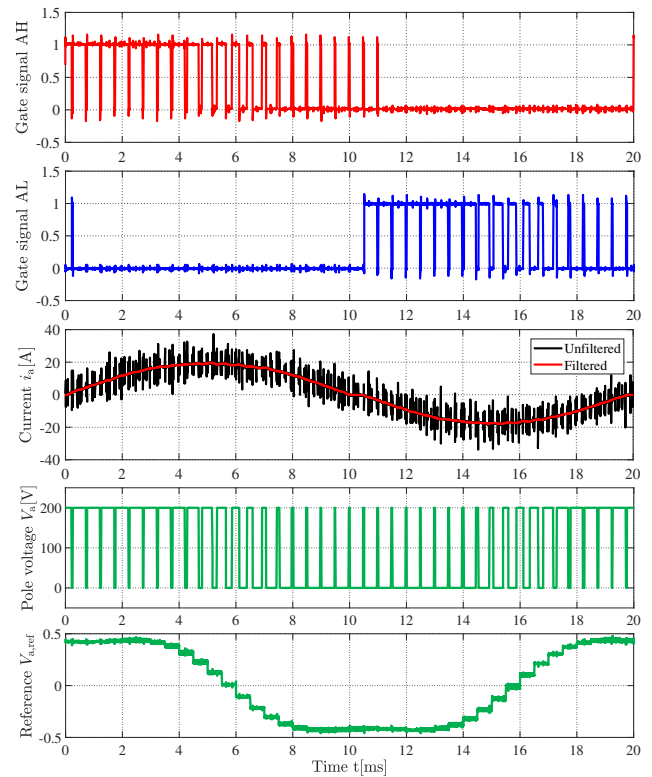 Gate signal AH
1.5
1
0.5
0
-0.5
0 2 4 6 8 10 12 14 16 18 20
Gate signal AL
1.5
1
0.5
0
-0.5
0 2 4 6 8 10 12 14 16 18 20
Current ia[A]
40
20
0
-20
-40
Unfiltered
Filtered
0 2 4 6 8 10 12 14 16 18 20
Pole voltage Va[V]
200
100
0
0 2 4 6 8 10 12 14 16 18 20
Reference Va,ref
0.5
0
-0.5
0 2 4 6 8 10 12 14 16 18 20
Time t[ms]